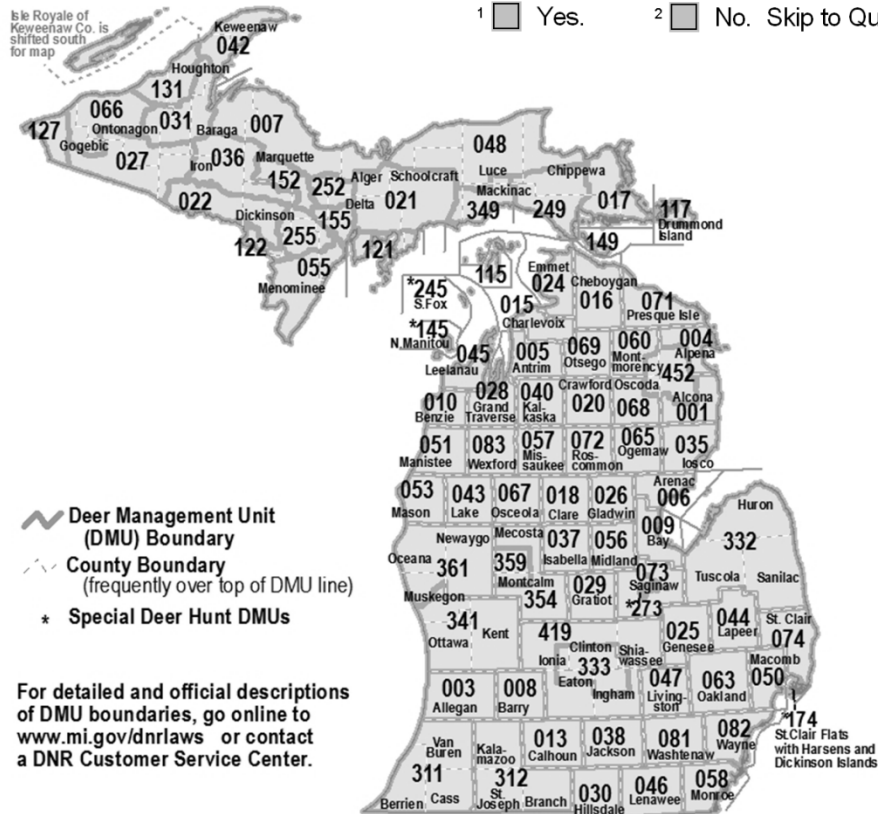 Isle Royale of
Keweenaw Co. is
shifted south
for map
1 Yes. 2 No. Skip to Qu
Keweenaw
042
Houghton
131
066
Ontonagon
031
Baraga
007
127
Gogebic
027
Iron
036
Marquette
152
252
Alger
Schoolcraft
048
Luce
Chippewa
Mackinac
022
Dickinson
155
Delta
021
349
249
017
117
Drummond
Island
122
255
121
149
055
Menominee
115
Emmet
024
Cheboygan
016
*245
S.Fox
015
Charlevoix
071
Presque Isle
*145
N.Manitou
045
Leelanau
005
Antrim
069
Otsego
060
Mont-
morency
004
Alpena
452
028
Grand
Traverse
040
Kal-
kaska
Crawford
020
Oscoda
068
Alcona
001
010
Benzie
051
Manistee
083
Wexford
057
Mis-
saukee
072
Ros-
common
065
Ogemaw
035
Iosco
Arenac
006
053
Mason
043
Lake
067
Osceola
018
Clare
026
Gladwin
009
Bay
Huron
332
Tuscola
Sanilac
Oceana
Newaygo
361
Muskegon
Mecosta
359
Montcalm
354
037
Isabella
056
Midland
029
Gratiot
073
Saginaw
*273
341
Ottawa
Kent
419
Ionia
Clinton
Shia-
wassee
025
Genesee
044
Lapeer
St. Clair
074
Macomb
050
333
Eaton
Ingham
047
Living-
ston
063
Oakland
003
Allegan
008
Barry
*174
St.Clair Flats
with Harsens and
Dickinson Islands
Van
Buren
Kala-
mazoo
013
Calhoun
038
Jackson
081
Washtenaw
082
Wayne
311
Berrien
Cass
312
St.
Joseph
Branch
030
Hillsdale
046
Lenawee
058
Monroe
Deer Management Unit
(DMU) Boundary
County Boundary
(frequently over top of DMU line)
* Special Deer Hunt DMUs
For detailed and official descriptions
of DMU boundaries, go online to
www.mi.gov/dnrlaws or contact
a DNR Customer Service Center.